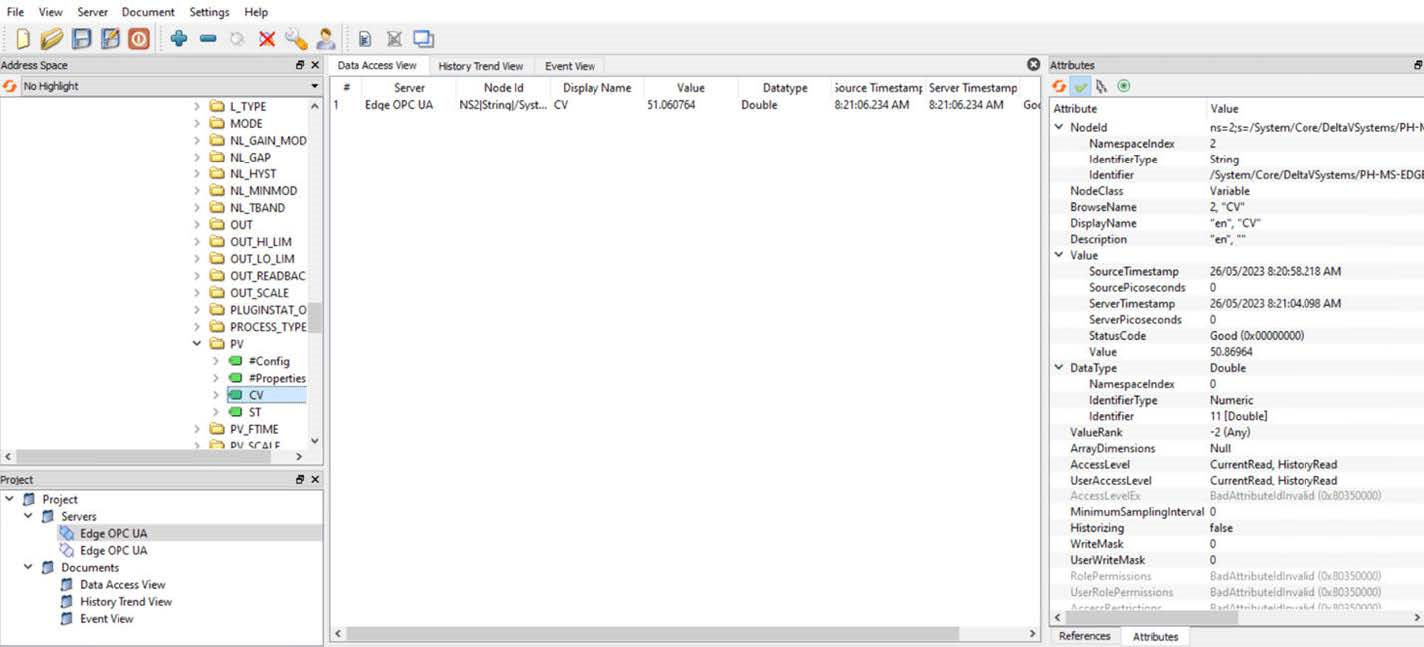 File View Server Document Settings Help
Address Space
No Highlight
L_TYPE
MODE
NL_GAIN_MOD
NL_GAP
NL_HYST
NL_MINMOD
NL_TBAND
OUT
OUT_HI_LIM
OUT_LO_LIM
OUT_READBAC
OUT_SCALE
PLUGINSTAT_O
PROCESS_TYPE
PV
#Config
#Properties
CV
ST
PV_FTIME
PV_SCALE
Project
Project
Servers
Edge OPC UA
Edge OPC UA
Documents
Data Access View
History Trend View
Event View
Data Access View History Trend View Event View
# Server Node Id Display Name Value Datatype Source Timestamp Server Timestamp
1 Edge OPC UA NS2|String|/Syst... CV 51.060764 Double 8:21:06.234 AM 8:21:06.234 AM Goo
Attributes
Attribute Value
NodeId ns=2;s=/System/Core/DeltaVSystems/PH-M
NamespaceIndex 2
IdentifierType String
Identifier /System/Core/DeltaVSystems/PH-MS-EDGE
NodeClass Variable
BrowseName 2, "CV"
DisplayName "en", "CV"
Description "en", ""
Value
SourceTimestamp 26/05/2023 8:20:58.218 AM
SourcePicoseconds 0
ServerTimestamp 26/05/2023 8:21:04.098 AM
ServerPicoseconds 0
StatusCode Good (0x00000000)
Value 50.86964
DataType Double
NamespaceIndex 0
IdentifierType Numeric
Identifier 11 [Double]
ValueRank -2 (Any)
ArrayDimensions Null
AccessLevel CurrentRead, HistoryRead
UserAccessLevel CurrentRead, HistoryRead
AccessLevelEx BadAttributeIdInvalid (0x80350000)
MinimumSamplingInterval 0
Historizing false
WriteMask 0
UserWriteMask 0
RolePermissions BadAttributeIdInvalid (0x80350000)
UserRolePermissions BadAttributeIdInvalid (0x80350000)
AccessRestrictions BadAttributeIdInvalid (0x80350000)
References Attributes